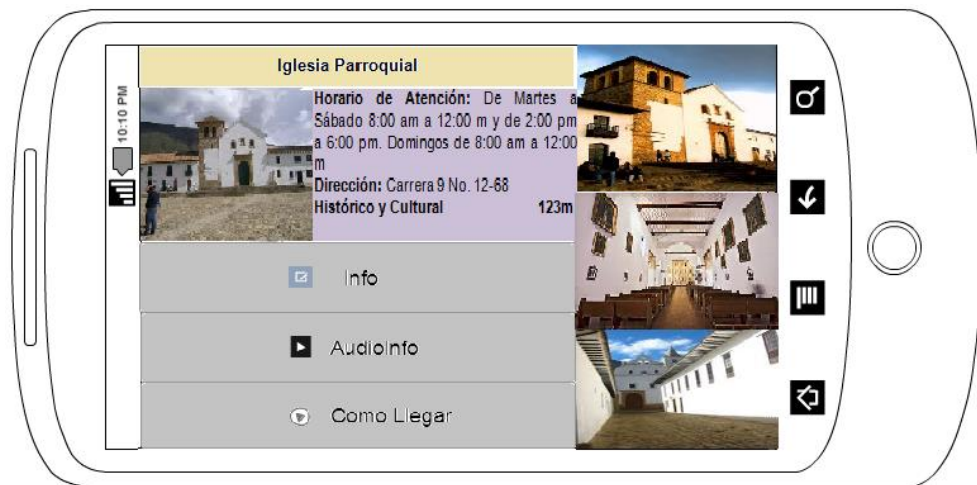 10:10 PM
Iglesia Parroquial
Horario de Atención: De Martes a
Sábado 8:00 am a 12:00 m y de 2:00 pm
a 6:00 pm. Domingos de 8:00 am a 12:00
m
Dirección: Carrera 9 No. 12-68
Histórico y Cultural 123m
Info
AudioInfo
Como Llegar